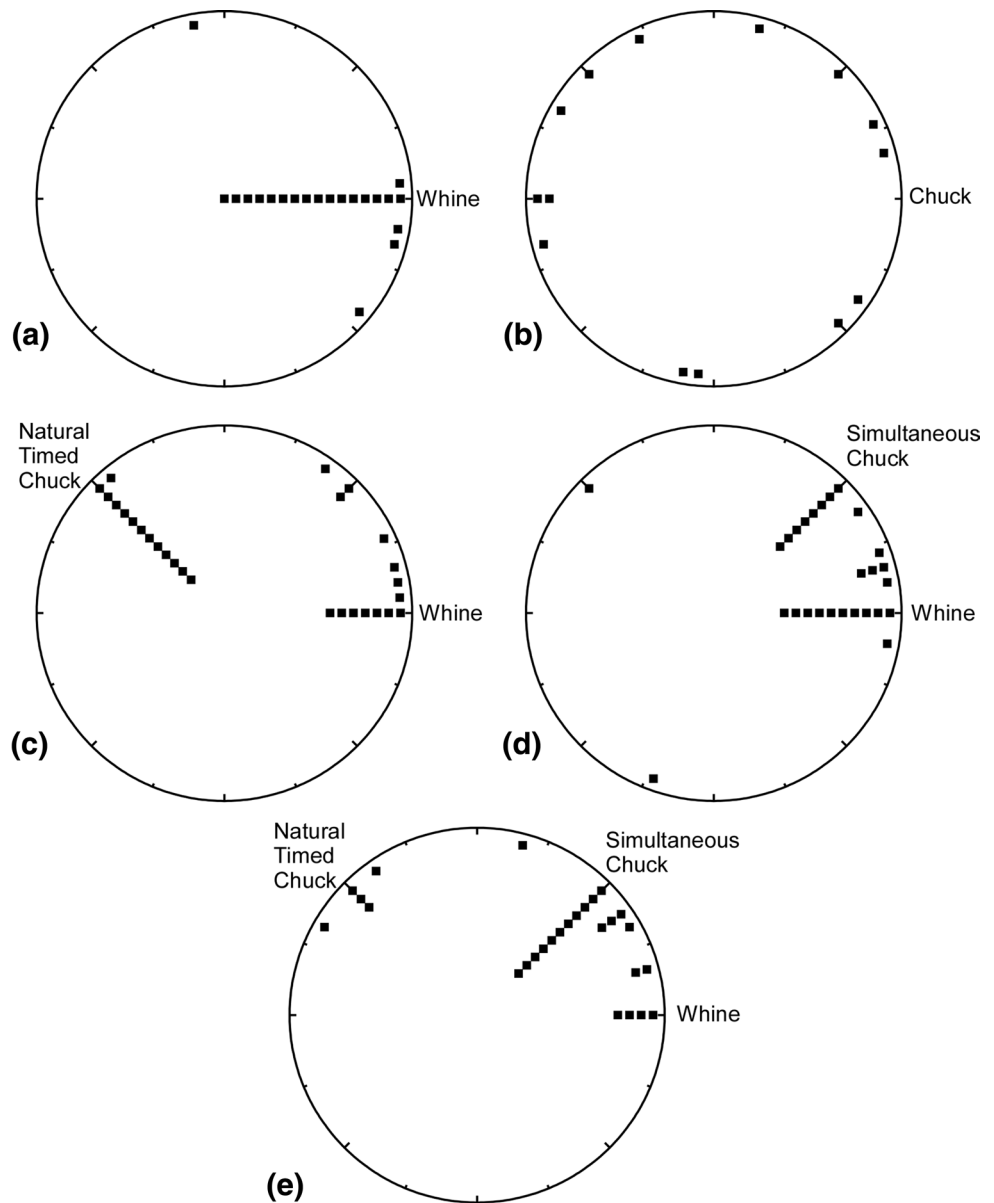 Whine
(a)
Chuck
(b)
Natural
Timed
Chuck
Whine
(c)
Simultaneous
Chuck
Whine
(d)
Natural
Timed
Chuck
Simultaneous
Chuck
Whine
(e)